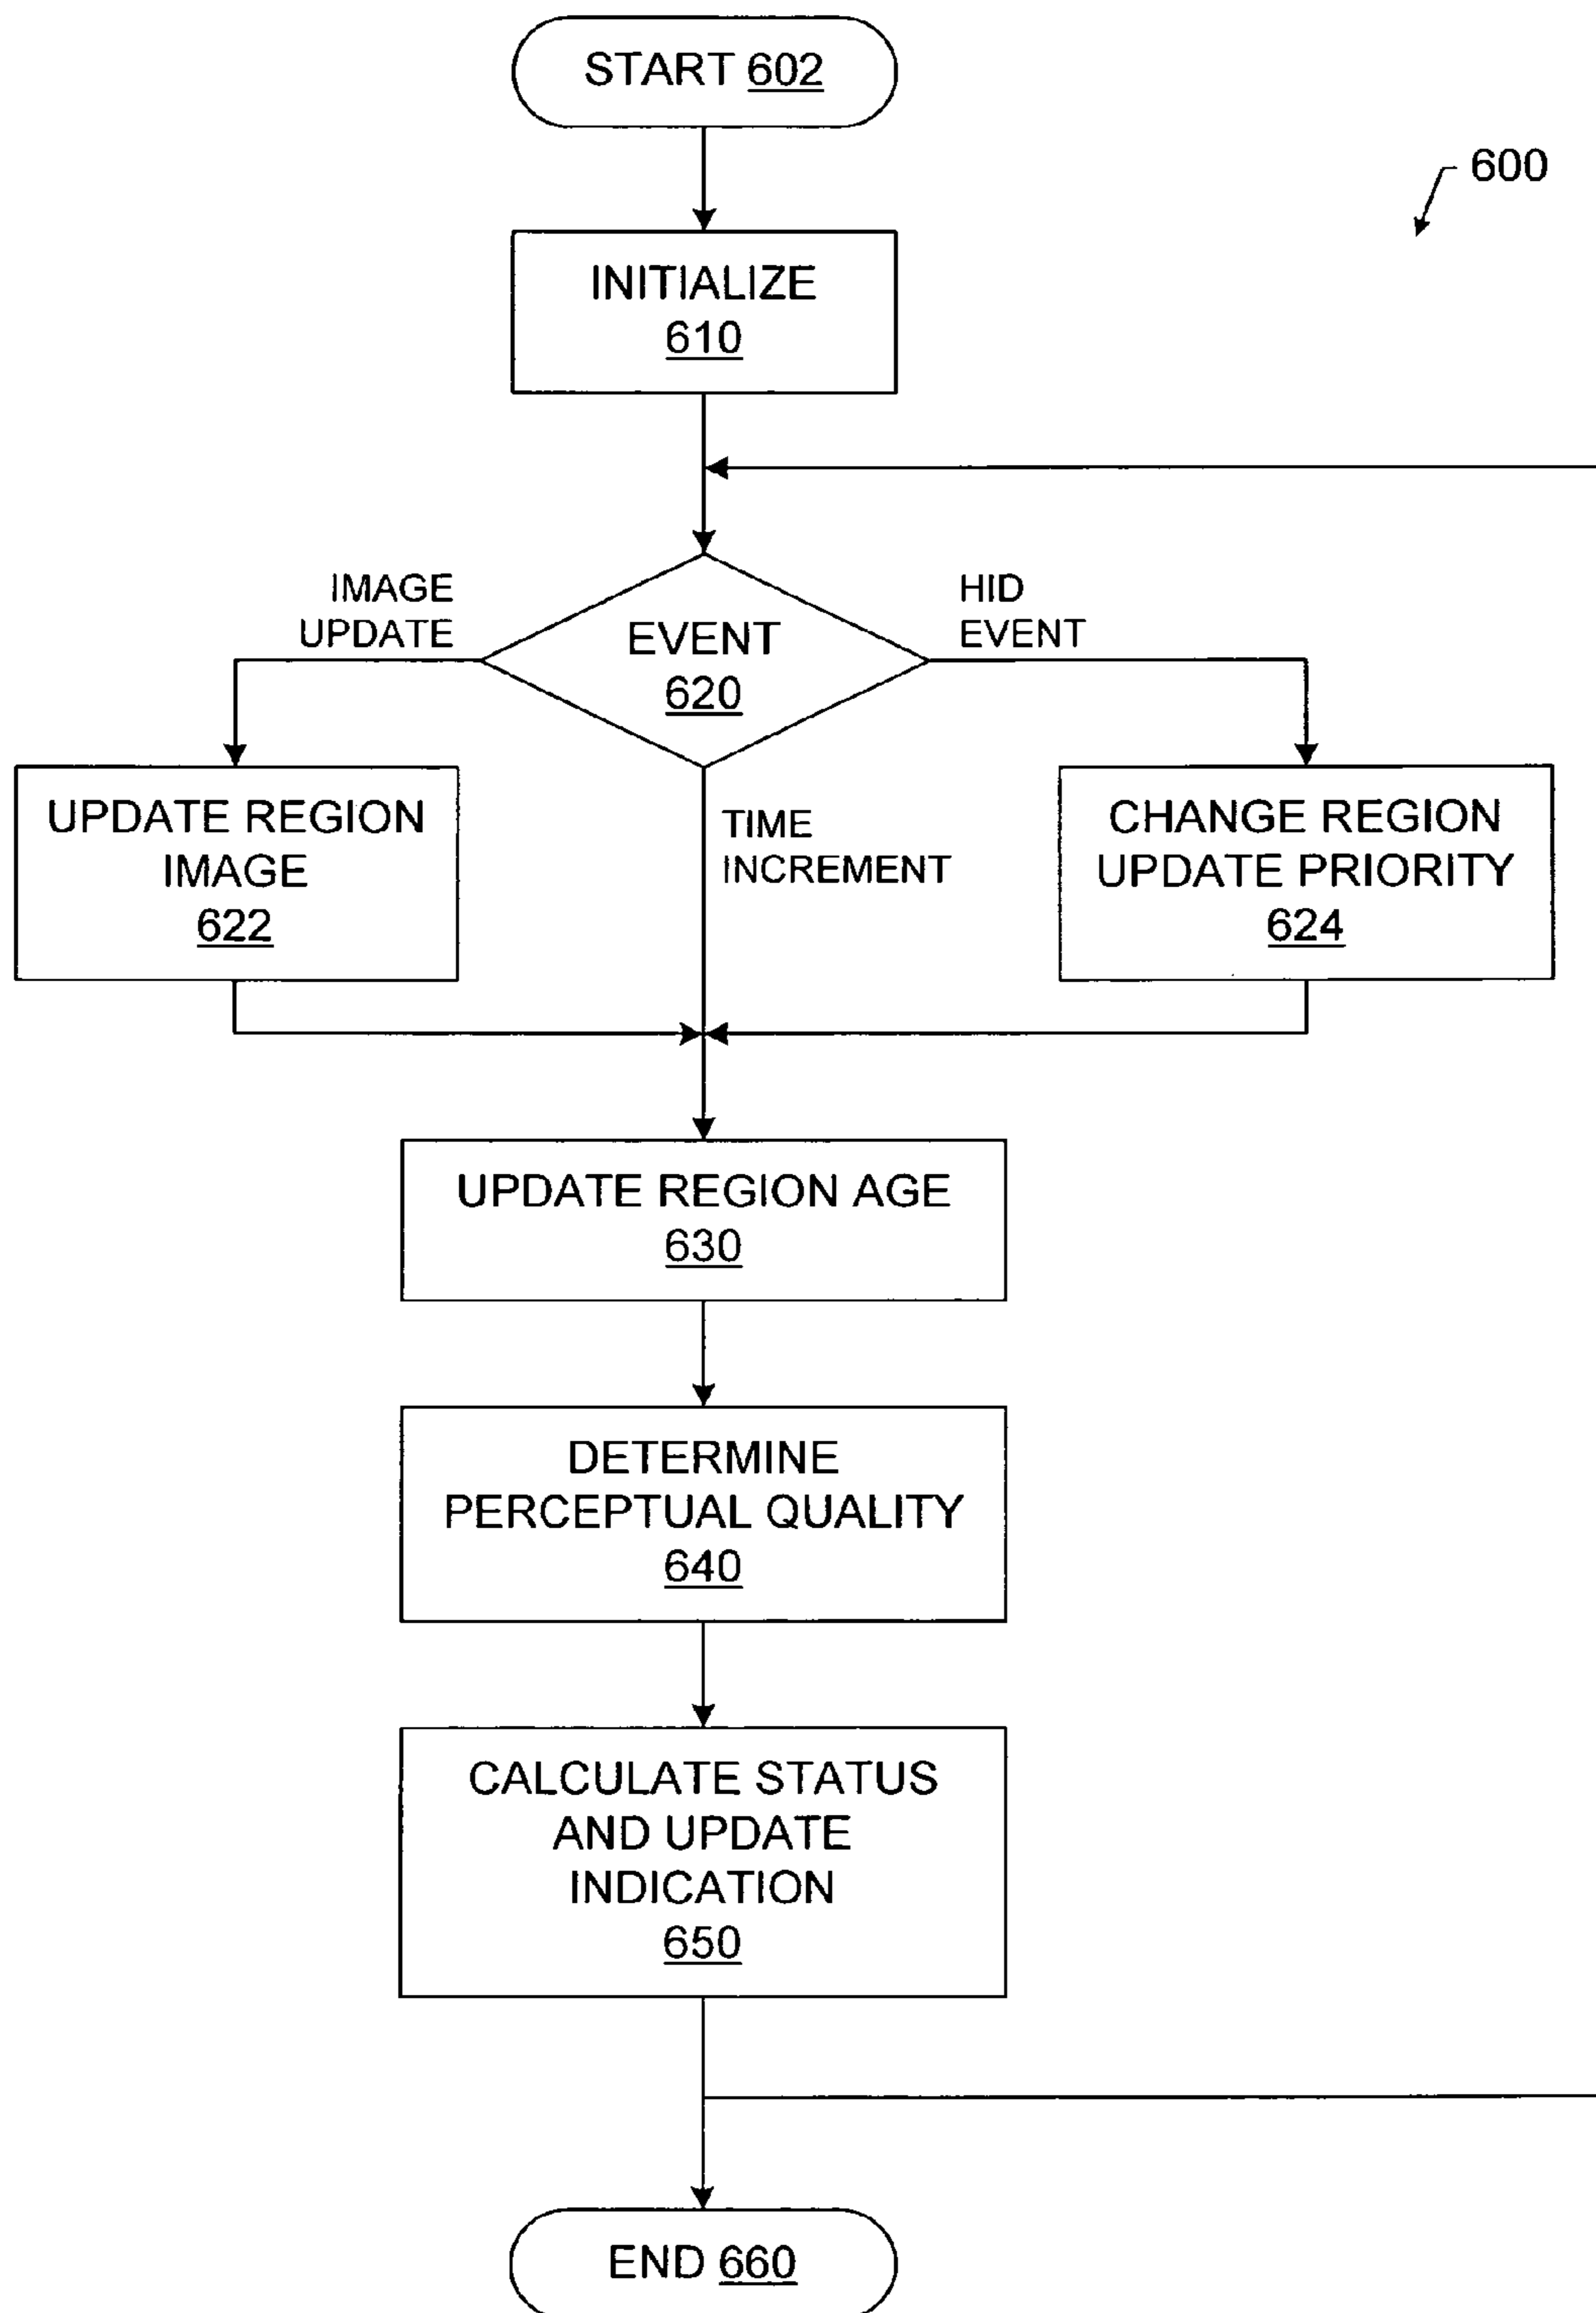 START 602
600
INITIALIZE
610
IMAGE
UPDATE
HID
EVENT
EVENT
620
UPDATE REGION
IMAGE
622
TIME
INCREMENT
CHANGE REGION
UPDATE PRIORITY
624
UPDATE REGION AGE
630
DETERMINE
PERCEPTUAL QUALITY
640
CALCULATE STATUS
AND UPDATE
INDICATION
650
END 660